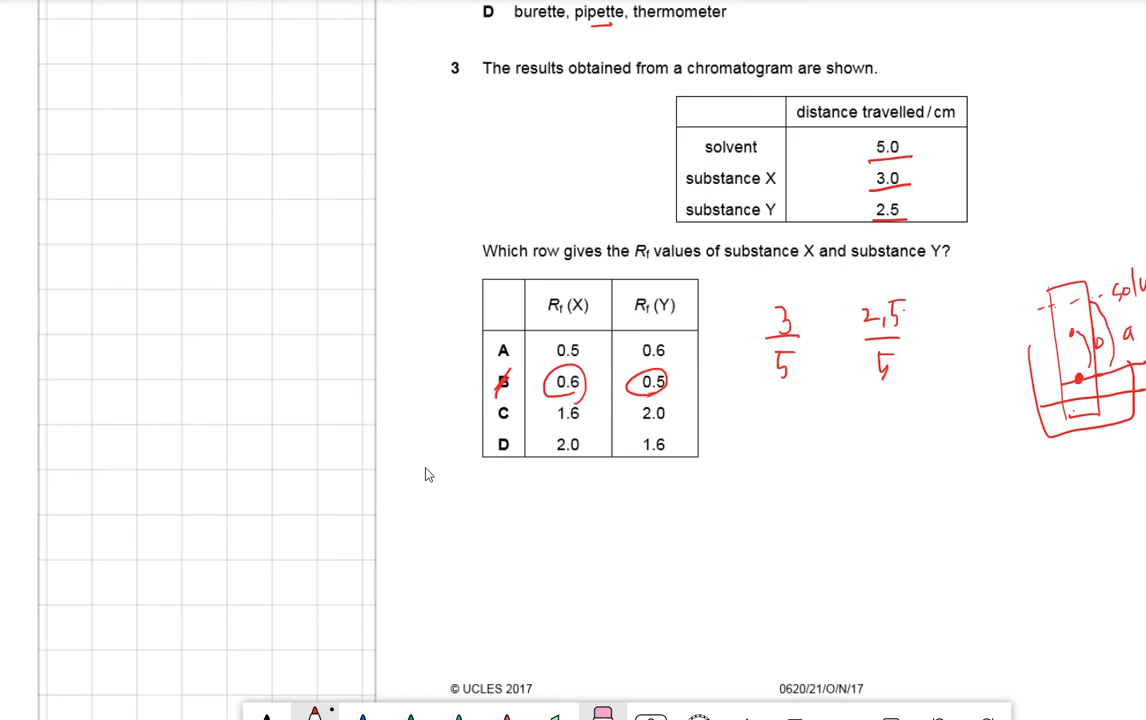 D burette, pipette, thermometer
3 The results obtained from a chromatogram are shown.
distance travelled / cm
solvent 5.0
substance X 3.0
substance Y 2.5
Which row gives the Rf values of substance X and substance Y?
Rf (X) Rf (Y)
A 0.5 0.6
B 0.6 0.5
C 1.6 2.0
D 2.0 1.6
3 2,5
5 5
solv
b a
© UCLES 2017 0620/21/O/N/17